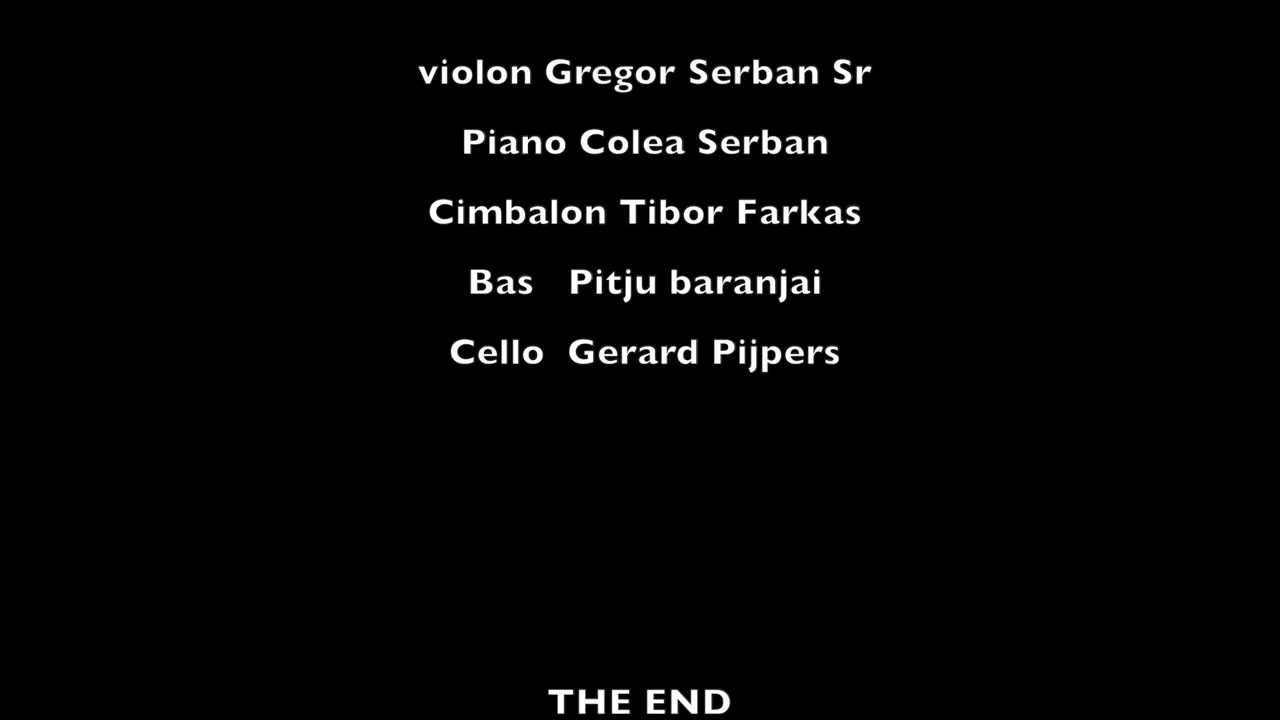 violon Gregor Serban Sr
Piano Colea Serban
Cimbalon Tibor Farkas
Bas   Pitju baranjai
Cello  Gerard Pijpers
THE END